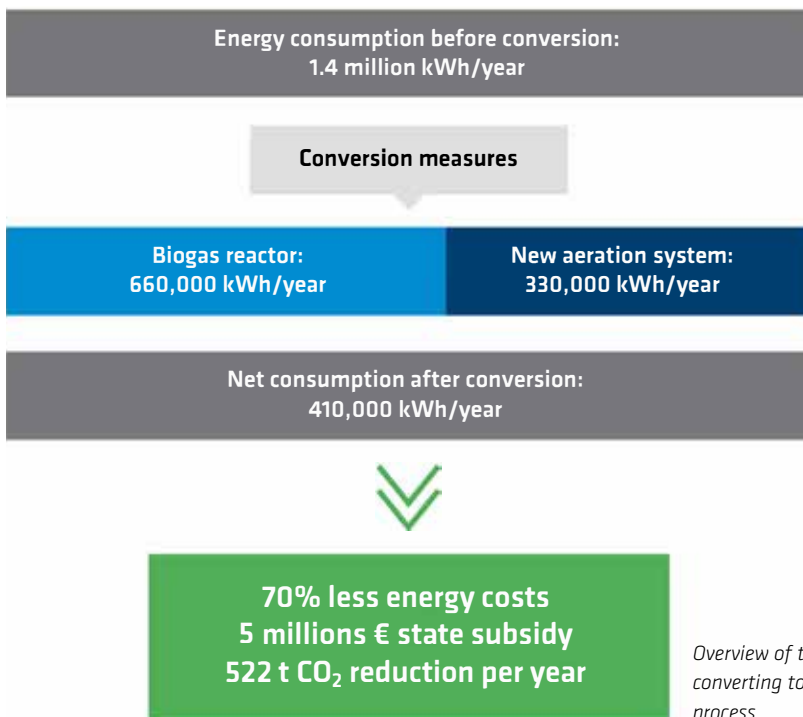 Energy consumption before conversion:
1.4 million kWh/year
Conversion measures
Biogas reactor:
660,000 kWh/year
New aeration system:
330,000 kWh/year
Net consumption after conversion:
410,000 kWh/year
70% less energy costs
5 millions € state subsidy
522 t CO₂ reduction per year
Overview of t
converting to
process